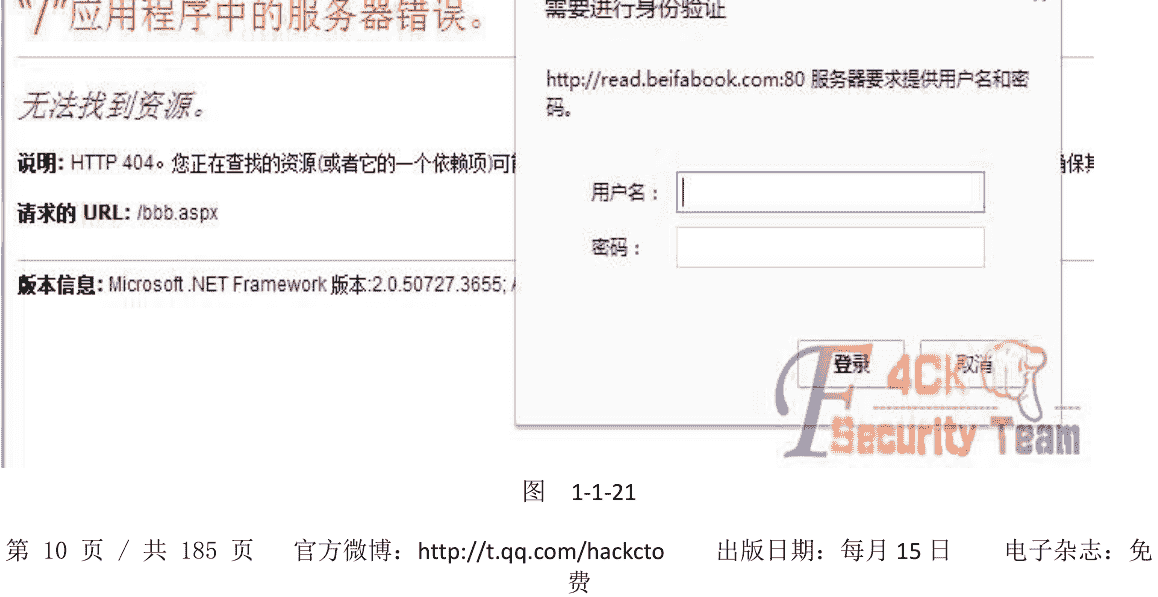 “/”应用程序中的服务器错误。
无法找到资源。
说明: HTTP 404。您正在查找的资源(或者它的一个依赖项)可
确保其
请求的 URL: /bbb.aspx
版本信息: Microsoft .NET Framework 版本:2.0.50727.3655;
需要进行身份验证
http://read.beifabook.com:80 服务器要求提供用户名和密
码。
用户名：
密码：
登录
取消
F4CK
Security Team
图 1-1-21
第 10 页 / 共 185 页 官方微博：http://t.qq.com/hackcto 出版日期：每月 15 日 电子杂志：免
费